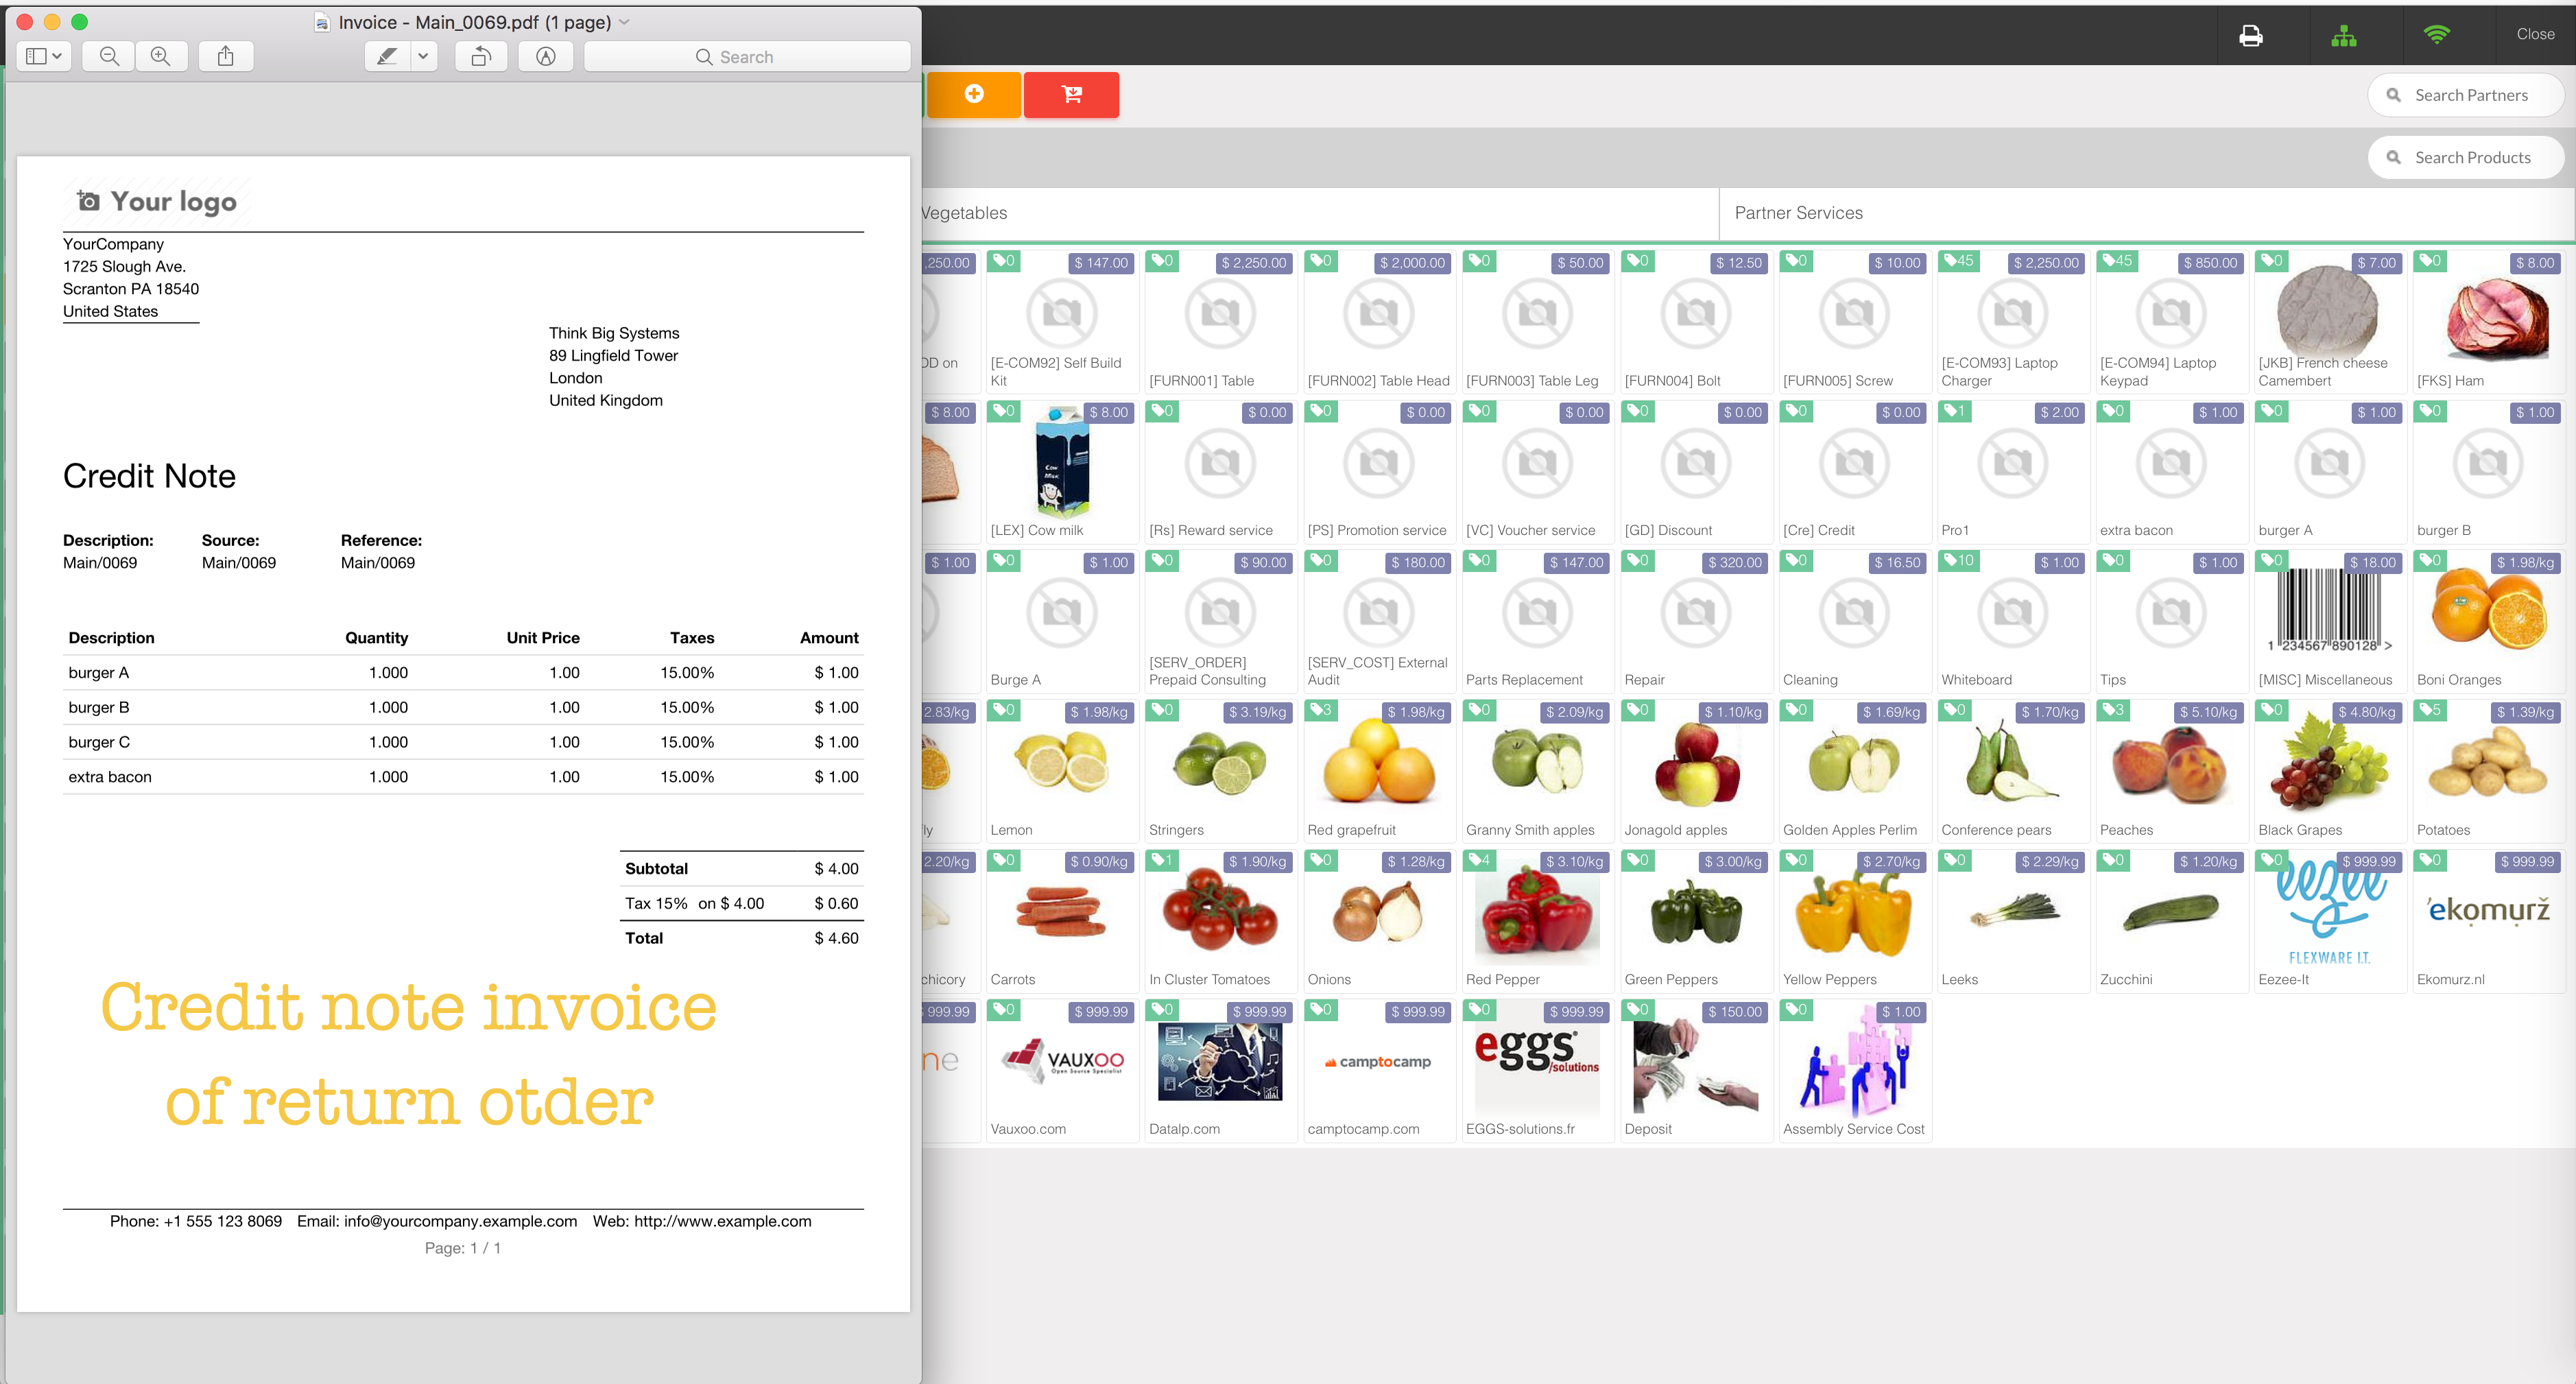 Invoice - Main_0069.pdf (1 page)
Search
Your logo
YourCompany
1725 Slough Ave.
Scranton PA 18540
United States
Think Big Systems
89 Lingfield Tower
London
United Kingdom
Credit Note
Description: Source: Reference:
Main/0069 Main/0069 Main/0069
Description Quantity Unit Price Taxes Amount
burger A 1.000 1.00 15.00% $ 1.00
burger B 1.000 1.00 15.00% $ 1.00
burger C 1.000 1.00 15.00% $ 1.00
extra bacon 1.000 1.00 15.00% $ 1.00
Subtotal $ 4.00
Tax 15% on $ 4.00 $ 0.60
Total $ 4.60
Credit note invoice
of return otder
Phone: +1 555 123 8069 Email: info@yourcompany.example.com Web: http://www.example.com
Page: 1 / 1
Close
Search Partners
Search Products
Vegetables Partner Services
,250.00 0 $ 147.00 0 $ 2,250.00 0 $ 2,000.00 0 $ 50.00 0 $ 12.50 0 $ 10.00 45 $ 2,250.00 45 $ 850.00 0 $ 7.00 0 $ 8.00
OD on [E-COM92] Self Build Kit [FURN001] Table [FURN002] Table Head [FURN003] Table Leg [FURN004] Bolt [FURN005] Screw [E-COM93] Laptop Charger [E-COM94] Laptop Keypad [JKB] French cheese Camembert [FKS] Ham
$ 8.00 0 $ 8.00 0 $ 0.00 0 $ 0.00 0 $ 0.00 0 $ 0.00 0 $ 0.00 1 $ 2.00 0 $ 1.00 0 $ 1.00 0 $ 1.00
Cow Milk
[LEX] Cow milk [Rs] Reward service [PS] Promotion service [VC] Voucher service [GD] Discount [Cre] Credit Pro1 extra bacon burger A burger B
$ 1.00 0 $ 1.00 0 $ 90.00 0 $ 180.00 0 $ 147.00 0 $ 320.00 0 $ 16.50 10 $ 1.00 0 $ 1.00 0 $ 18.00 0 $ 1.98/kg
1 234567 890128 >
Burge A [SERV_ORDER] Prepaid Consulting [SERV_COST] External Audit Parts Replacement Repair Cleaning Whiteboard Tips [MISC] Miscellaneous Boni Oranges
2.83/kg 0 $ 1.98/kg 0 $ 3.19/kg 3 $ 1.98/kg 0 $ 2.09/kg 0 $ 1.10/kg 0 $ 1.69/kg 0 $ 1.70/kg 3 $ 5.10/kg 0 $ 4.80/kg 5 $ 1.39/kg
fly Lemon Stringers Red grapefruit Granny Smith apples Jonagold apples Golden Apples Perlim Conference pears Peaches Black Grapes Potatoes
2.20/kg 0 $ 0.90/kg 1 $ 1.90/kg 0 $ 1.28/kg 4 $ 3.10/kg 0 $ 3.00/kg 0 $ 2.70/kg 0 $ 2.29/kg 0 $ 1.20/kg 0 $ 999.99 0 $ 999.99
eezee FLEXWARE I.T. 'ekomurž
chicory Carrots In Cluster Tomatoes Onions Red Pepper Green Peppers Yellow Peppers Leeks Zucchini Eezee-It Ekomurz.nl
999.99 0 $ 999.99 0 $ 999.99 0 $ 999.99 0 $ 999.99 0 $ 150.00 0 $ 1.00
ne VAUXOO Open Source Specialist camptocamp eggs /solutions
Vauxoo.com Datalp.com camptocamp.com EGGS-solutions.fr Deposit Assembly Service Cost